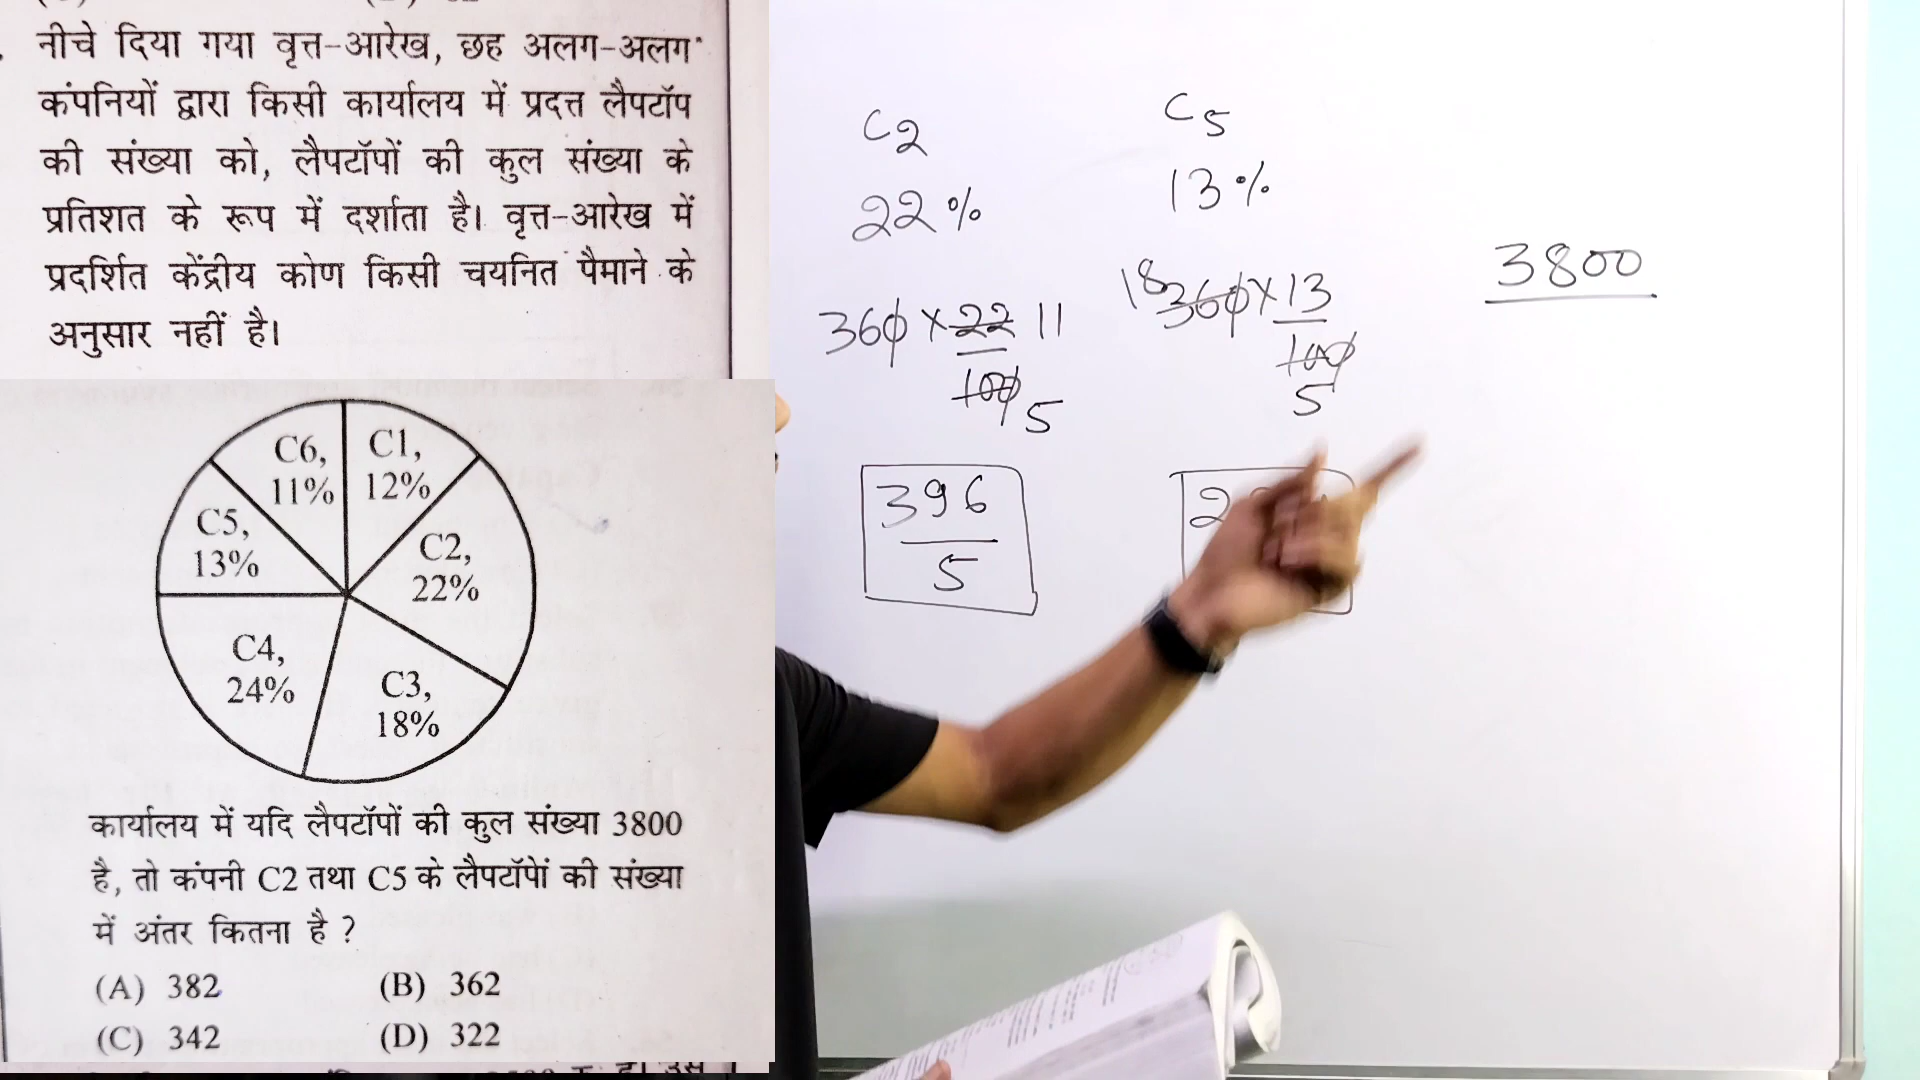 नीचे दिया गया वृत्त-आरेख, छह अलग-अलग
कंपनियों द्वारा किसी कार्यालय में प्रदत्त लैपटॉप
की संख्या को, लैपटॉपों की कुल संख्या के
प्रतिशत के रूप में दर्शाता है। वृत्त-आरेख में
प्रदर्शित केंद्रीय कोण किसी चयनित पैमाने के
अनुसार नहीं है।
C6,
11%
C1,
12%
C5,
13%
C2,
22%
C4,
24%
C3,
18%
कार्यालय में यदि लैपटॉपों की कुल संख्या 3800
है, तो कंपनी C2 तथा C5 के लैपटॉपों की संख्या
में अंतर कितना है ?
(A) 382 (B) 362
(C) 342 (D) 322
C2
22%
360 × 22 11
100 5
396
5
C5
13%
18 360 × 13
100
5
2
3800